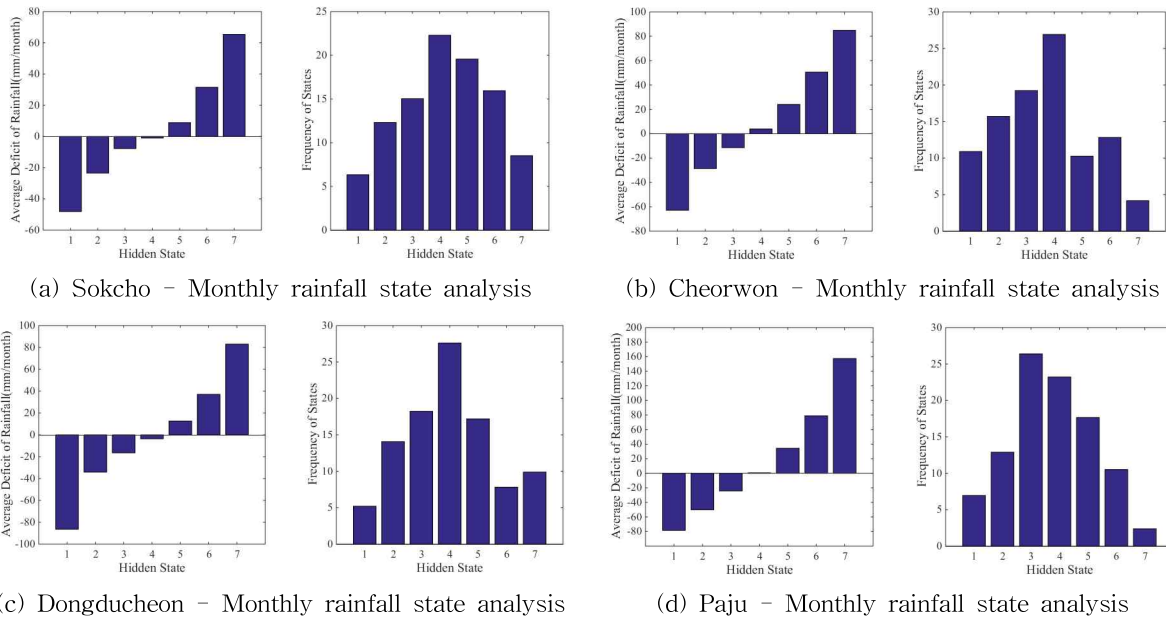 80
60
40
20
0
-20
-40
-60
Average Deficit of Rainfall(mm/month)
1 2 3 4 5 6 7
Hidden State
25
20
15
10
5
0
Frequency of States
1 2 3 4 5 6 7
Hidden State
(a) Sokcho - Monthly rainfall state analysis
100
80
60
40
20
0
-20
-40
-60
-80
Average Deficit of Rainfall(mm/month)
1 2 3 4 5 6 7
Hidden State
30
25
20
15
10
5
0
Frequency of States
1 2 3 4 5 6 7
Hidden State
(b) Cheorwon - Monthly rainfall state analysis
100
80
60
40
20
0
-20
-40
-60
-80
-100
Average Deficit of Rainfall(mm/month)
1 2 3 4 5 6 7
Hidden State
30
25
20
15
10
5
0
Frequency of States
1 2 3 4 5 6 7
Hidden State
(c) Dongducheon - Monthly rainfall state analysis
200
180
160
140
120
100
80
60
40
20
0
-20
-40
-60
-80
Average Deficit of Rainfall(mm/month)
1 2 3 4 5 6 7
Hidden State
30
25
20
15
10
5
0
Frequency of States
1 2 3 4 5 6 7
Hidden State
(d) Paju - Monthly rainfall state analysis